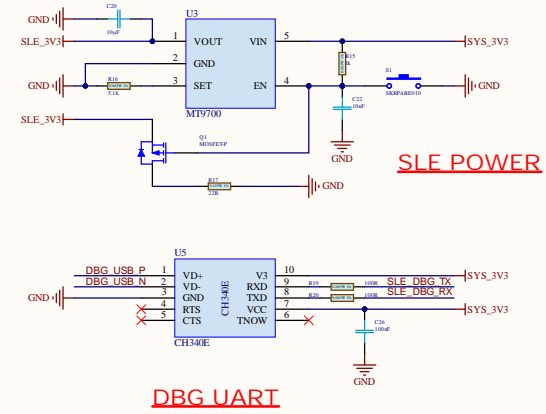 C20
GND
10µF
U3
SLE_3V3
1
VOUT
VIN
5
SYS_3V3
2
GND
R15
1k
S1
GND
R16
5.1k
3
SET
EN
4
GND
SKRPABE010
MT9700
C22
10uF
SLE_3V3
Q1
MOSFET-P
GND
SLE POWER
R17
22R
GND
U5
DBG_USB_P
1
VD+
V3
10
SYS_3V3
DBG_USB_N
2
VD-
RXD
9
R19
100R
SLE_DBG_TX
GND
3
GND
TXD
8
R20
100R
SLE_DBG_RX
4
RTS
VCC
7
SYS_3V3
5
CTS
TNOW
6
CH340E
CH340E
C26
100nF
GND
DBG UART